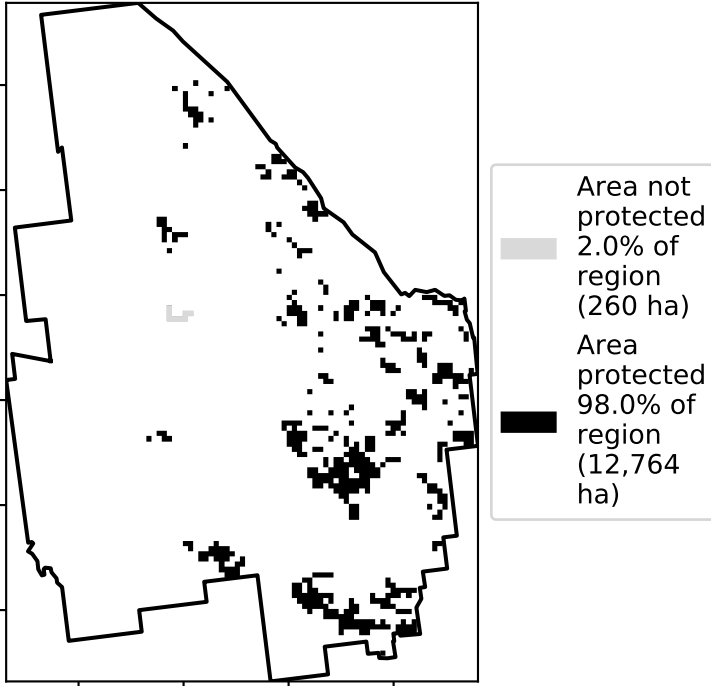 Area not
protected
2.0% of
region
(260 ha)
Area
protected
98.0% of
region
(12,764
ha)